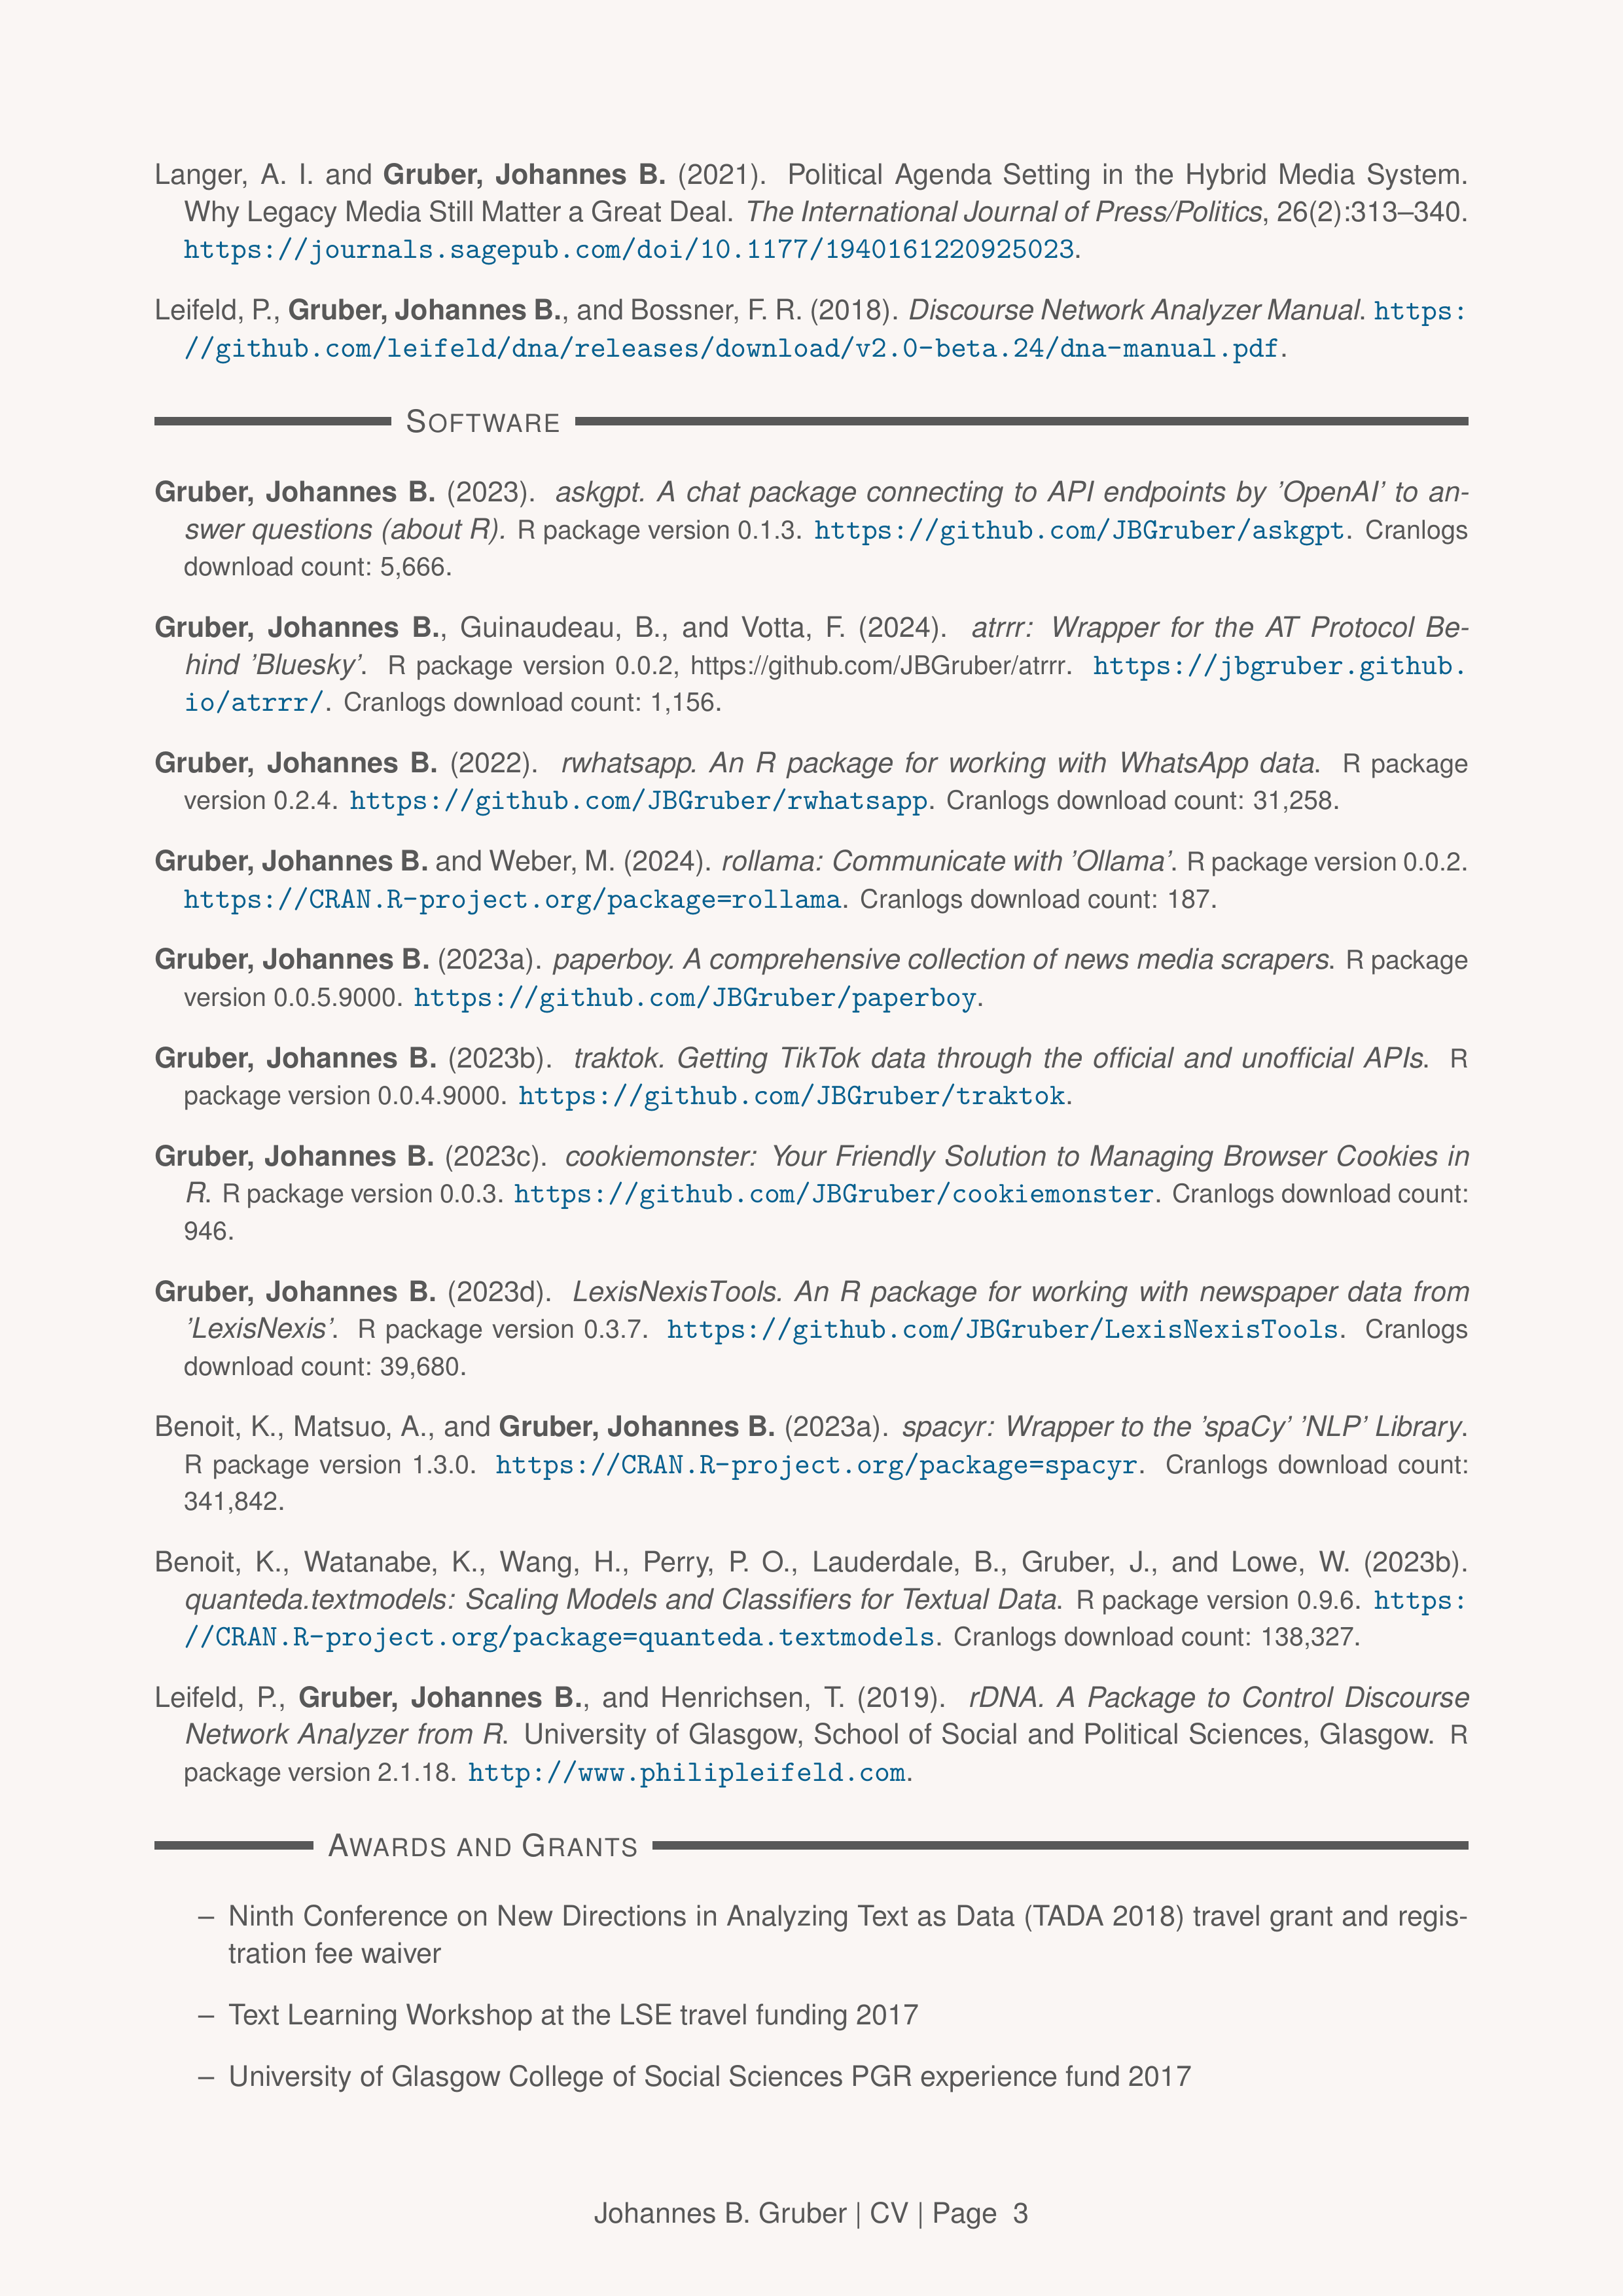 Langer, A. I. and Gruber, Johannes B. (2021). Political Agenda Setting in the Hybrid Media System.
Why Legacy Media Still Matter a Great Deal. The International Journal of Press/Politics, 26(2):313–340.
https://journals.sagepub.com/doi/10.1177/1940161220925023.
Leifeld, P., Gruber, Johannes B., and Bossner, F. R. (2018). Discourse Network Analyzer Manual. https:
//github.com/leifeld/dna/releases/download/v2.0-beta.24/dna-manual.pdf.
SOFTWARE
Gruber, Johannes B. (2023). askgpt. A chat package connecting to API endpoints by ’OpenAI’ to an-
swer questions (about R). R package version 0.1.3. https://github.com/JBGruber/askgpt. Cranlogs
download count: 5,666.
Gruber, Johannes B., Guinaudeau, B., and Votta, F. (2024). atrrr: Wrapper for the AT Protocol Be-
hind ’Bluesky’. R package version 0.0.2, https://github.com/JBGruber/atrrr. https://jbgruber.github.
io/atrrr/. Cranlogs download count: 1,156.
Gruber, Johannes B. (2022). rwhatsapp. An R package for working with WhatsApp data. R package
version 0.2.4. https://github.com/JBGruber/rwhatsapp. Cranlogs download count: 31,258.
Gruber, Johannes B. and Weber, M. (2024). rollama: Communicate with ’Ollama’. R package version 0.0.2.
https://CRAN.R-project.org/package=rollama. Cranlogs download count: 187.
Gruber, Johannes B. (2023a). paperboy. A comprehensive collection of news media scrapers. R package
version 0.0.5.9000. https://github.com/JBGruber/paperboy.
Gruber, Johannes B. (2023b). traktok. Getting TikTok data through the official and unofficial APIs. R
package version 0.0.4.9000. https://github.com/JBGruber/traktok.
Gruber, Johannes B. (2023c). cookiemonster: Your Friendly Solution to Managing Browser Cookies in
R. R package version 0.0.3. https://github.com/JBGruber/cookiemonster. Cranlogs download count:
946.
Gruber, Johannes B. (2023d). LexisNexisTools. An R package for working with newspaper data from
’LexisNexis’. R package version 0.3.7. https://github.com/JBGruber/LexisNexisTools. Cranlogs
download count: 39,680.
Benoit, K., Matsuo, A., and Gruber, Johannes B. (2023a). spacyr: Wrapper to the ’spaCy’ ’NLP’ Library.
R package version 1.3.0. https://CRAN.R-project.org/package=spacyr. Cranlogs download count:
341,842.
Benoit, K., Watanabe, K., Wang, H., Perry, P. O., Lauderdale, B., Gruber, J., and Lowe, W. (2023b).
quanteda.textmodels: Scaling Models and Classifiers for Textual Data. R package version 0.9.6. https:
//CRAN.R-project.org/package=quanteda.textmodels. Cranlogs download count: 138,327.
Leifeld, P., Gruber, Johannes B., and Henrichsen, T. (2019). rDNA. A Package to Control Discourse
Network Analyzer from R. University of Glasgow, School of Social and Political Sciences, Glasgow. R
package version 2.1.18. http://www.philipleifeld.com.
AWARDS AND GRANTS
– Ninth Conference on New Directions in Analyzing Text as Data (TADA 2018) travel grant and regis-
tration fee waiver
– Text Learning Workshop at the LSE travel funding 2017
– University of Glasgow College of Social Sciences PGR experience fund 2017
Johannes B. Gruber | CV | Page 3